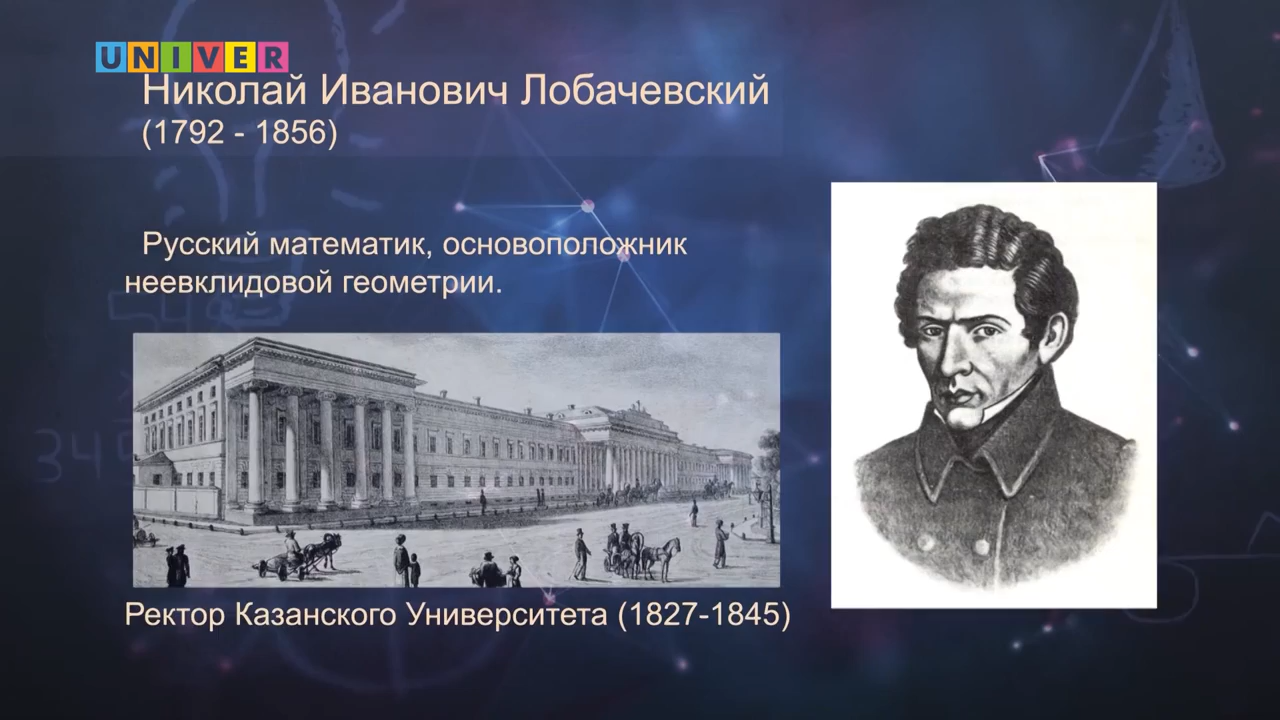 UNIVER
Николай Иванович Лобачевский
(1792 - 1856)
Русский математик, основоположник
неевклидовой геометрии.
Ректор Казанского Университета (1827-1845)